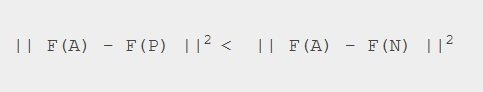 || F(A) – F(P) ||² < || F(A) – F(N) ||²